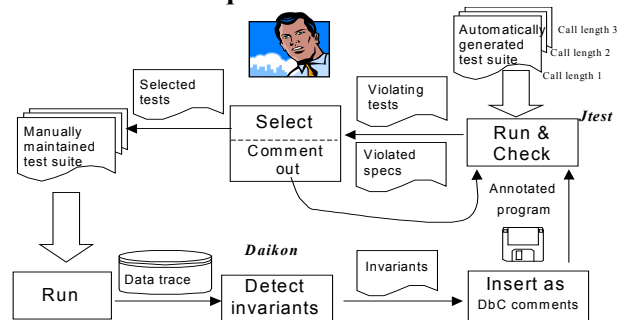 Automatically
generated
test suite
Call length 3
Call length 2
Call length 1
Selected
tests
Violating
tests
Jtest
Manually
maintained
test suite
Select
Comment
out
Run &
Check
Violated
specs
Annotated
program
Daikon
Run
Data trace
Detect
invariants
Invariants
Insert as
DbC comments